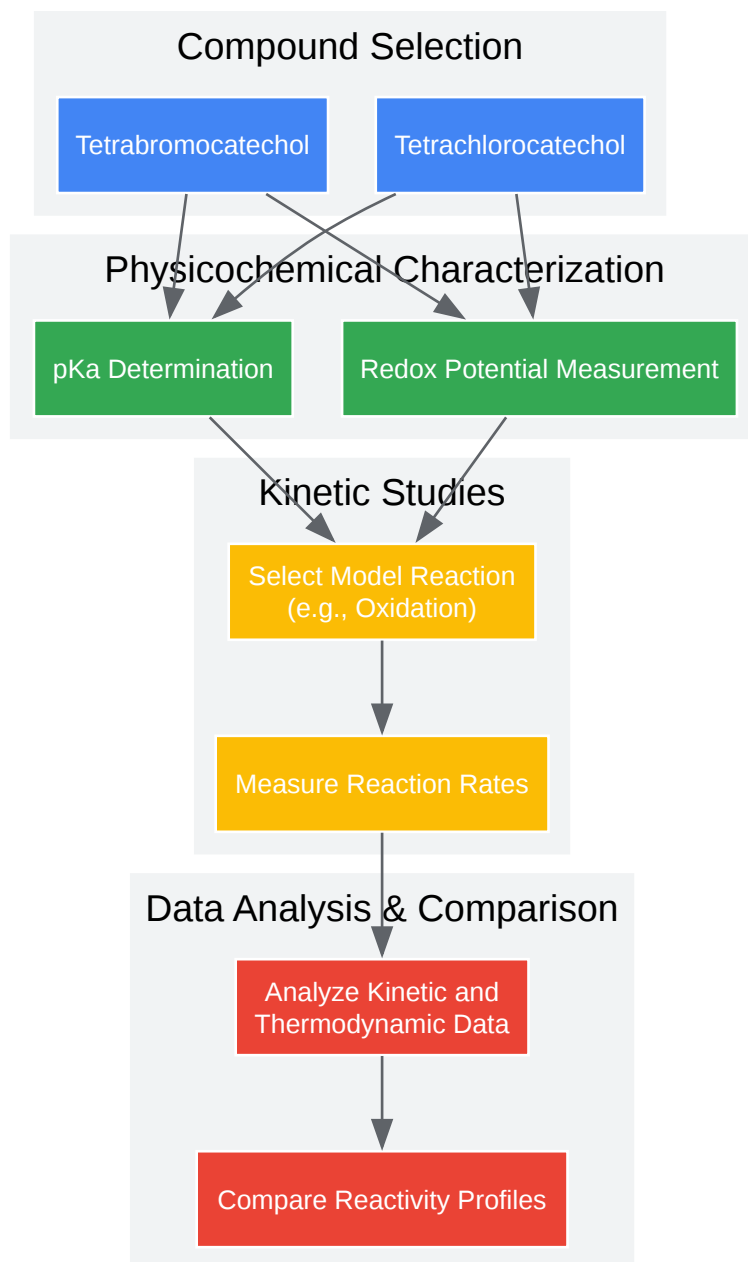 Compound Selection
Tetrabromocatechol
Tetrachlorocatechol
Physicochemical Characterization
pKa Determination
Redox Potential Measurement
Kinetic Studies
Select Model Reaction
(e.g., Oxidation)
Measure Reaction Rates
Data Analysis & Comparison
Analyze Kinetic and
Thermodynamic Data
Compare Reactivity Profiles